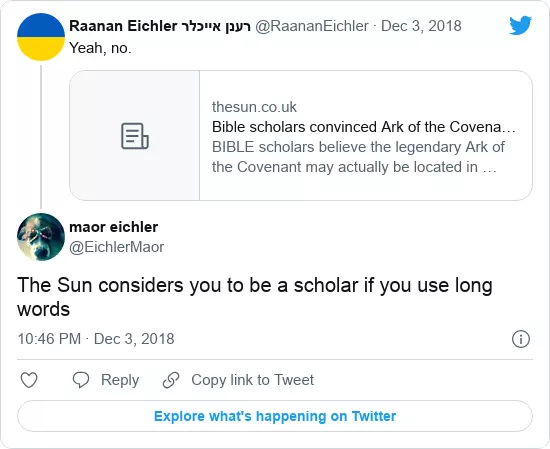 Raanan Eichler רענן אייכלר @RaananEichler · Dec 3, 2018
Yeah, no.
thesun.co.uk
Bible scholars convinced Ark of the Covena…
BIBLE scholars believe the legendary Ark of
the Covenant may actually be located in …
maor eichler
@EichlerMaor
The Sun considers you to be a scholar if you use long
words
10:46 PM · Dec 3, 2018
Reply
Copy link to Tweet
Explore what's happening on Twitter